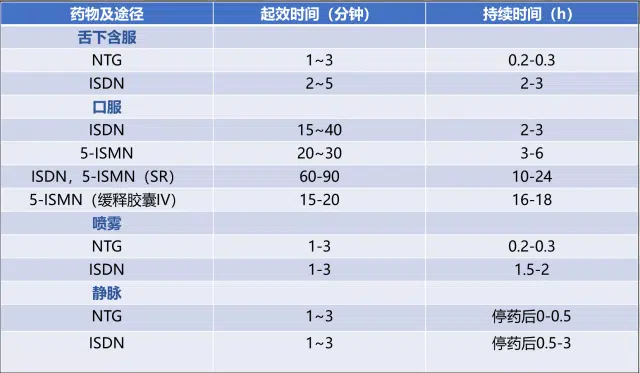 药物及途径 起效时间（分钟） 持续时间（h）
舌下含服
NTG 1~3 0.2-0.3
ISDN 2~5 2-3
口服
ISDN 15~40 2-3
5-ISMN 20~30 3-6
ISDN，5-ISMN（SR） 60-90 10-24
5-ISMN（缓释胶囊IV） 15-20 16-18
喷雾
NTG 1-3 0.2-0.3
ISDN 1-3 1.5-2
静脉
NTG 1~3 停药后0-0.5
ISDN 1~3 停药后0.5-3